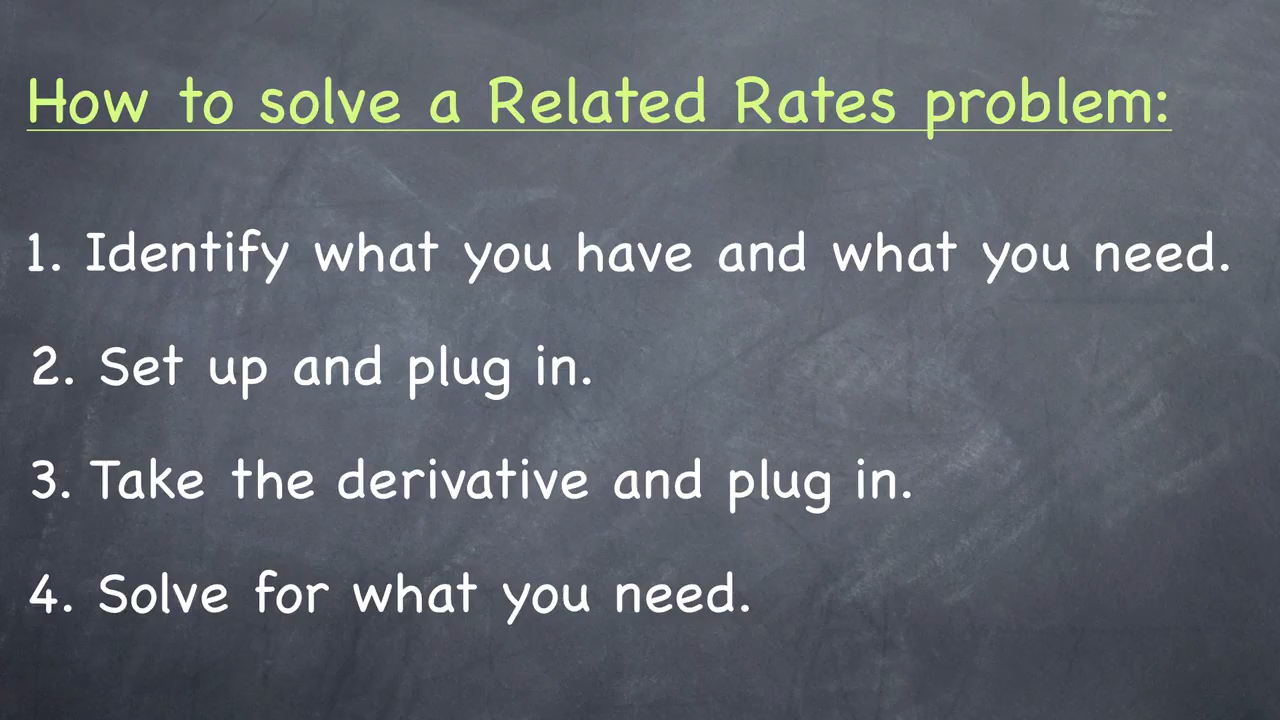 How to solve a Related Rates problem:
1. Identify what you have and what you need.
2. Set up and plug in.
3. Take the derivative and plug in.
4. Solve for what you need.